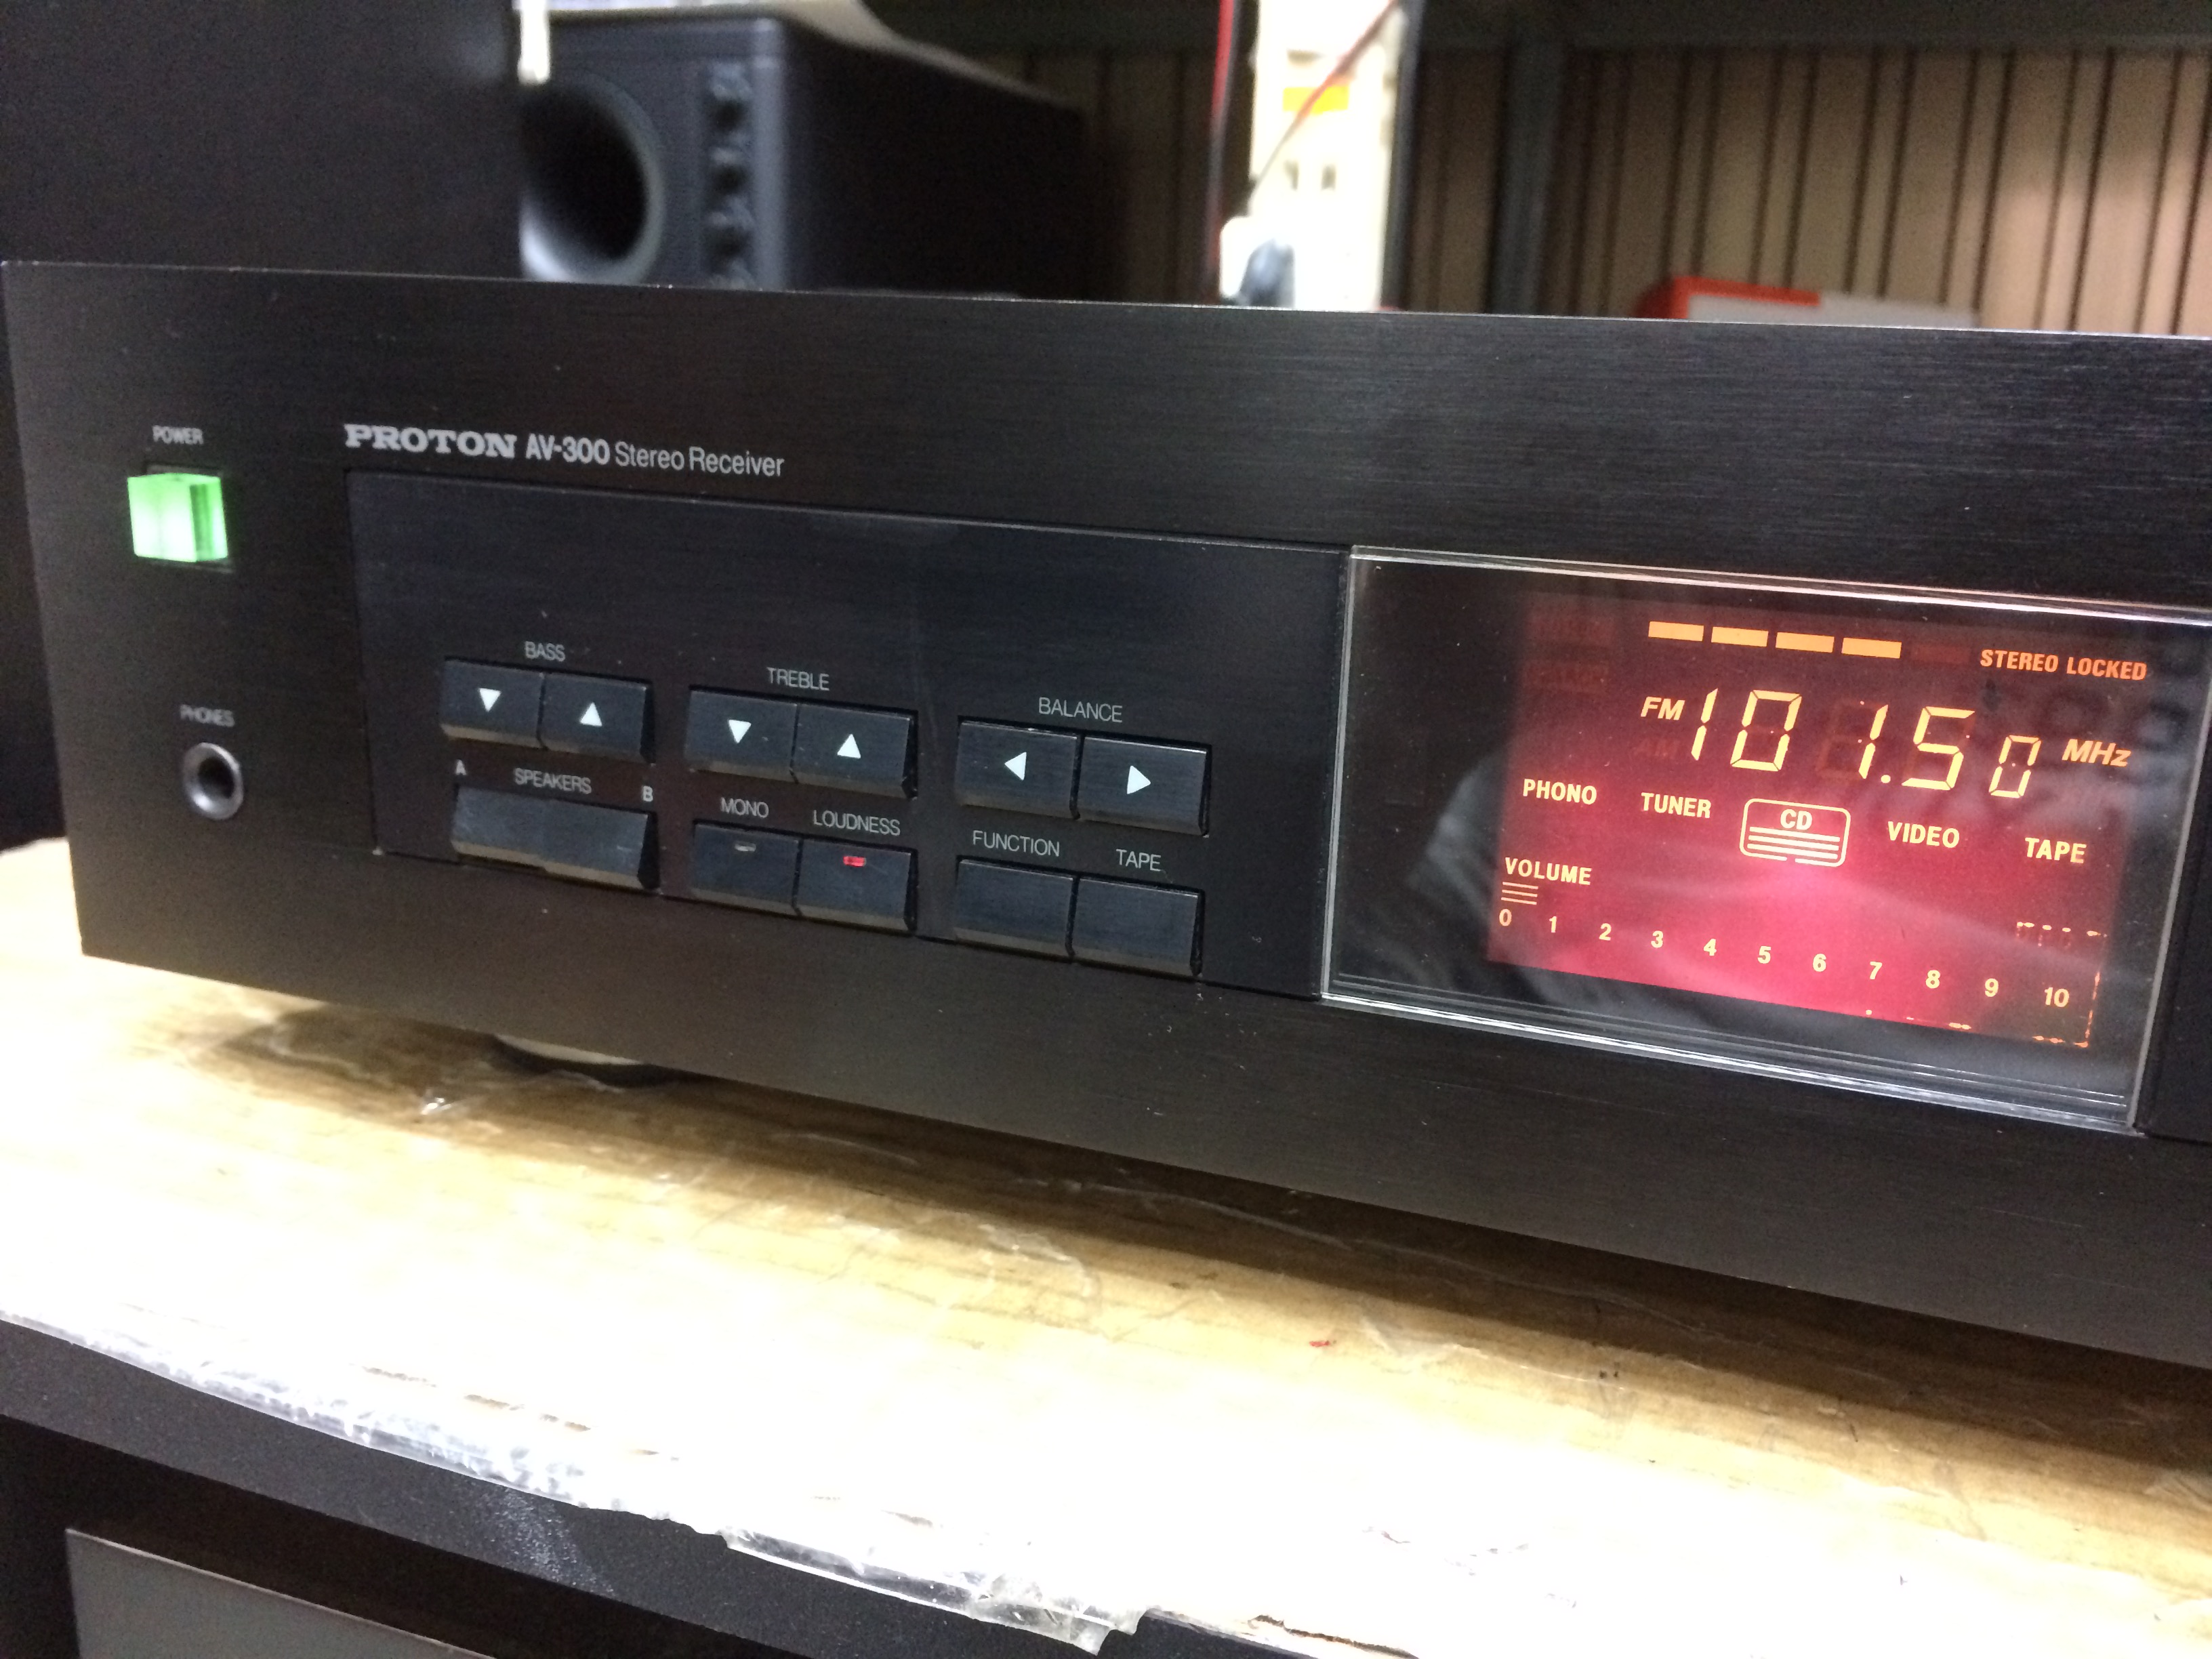 POWER
PROTON AV-300 Stereo Receiver
PHONES
BASS
TREBLE
BALANCE
A SPEAKERS B
MONO LOUDNESS
FUNCTION TAPE
STEREO LOCKED
FM 101.50 MHz
AM
PHONO TUNER CD VIDEO TAPE
VOLUME
0 1 2 3 4 5 6 7 8 9 10